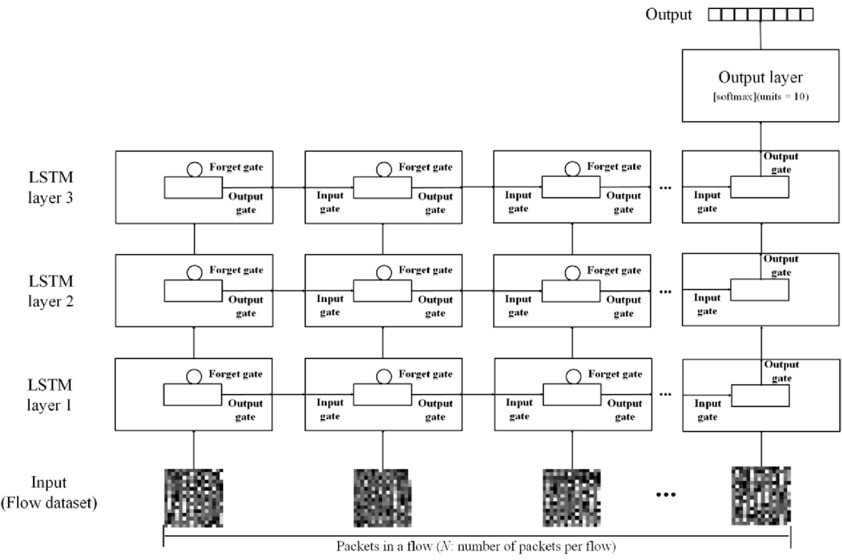 Output
Output layer
[softmax](units = 10)
LSTM
layer 3
Forget gate
Output
gate
Input
gate
Forget gate
Output
gate
Input
gate
Forget gate
Output
gate
...
Input
gate
Output
gate
LSTM
layer 2
Forget gate
Output
gate
Input
gate
Forget gate
Output
gate
Input
gate
Forget gate
Output
gate
...
Input
gate
Output
gate
LSTM
layer 1
Forget gate
Output
gate
Input
gate
Forget gate
Output
gate
Input
gate
Forget gate
Output
gate
...
Input
gate
Output
gate
Input
(Flow dataset)
...
Packets in a flow (N: number of packets per flow)